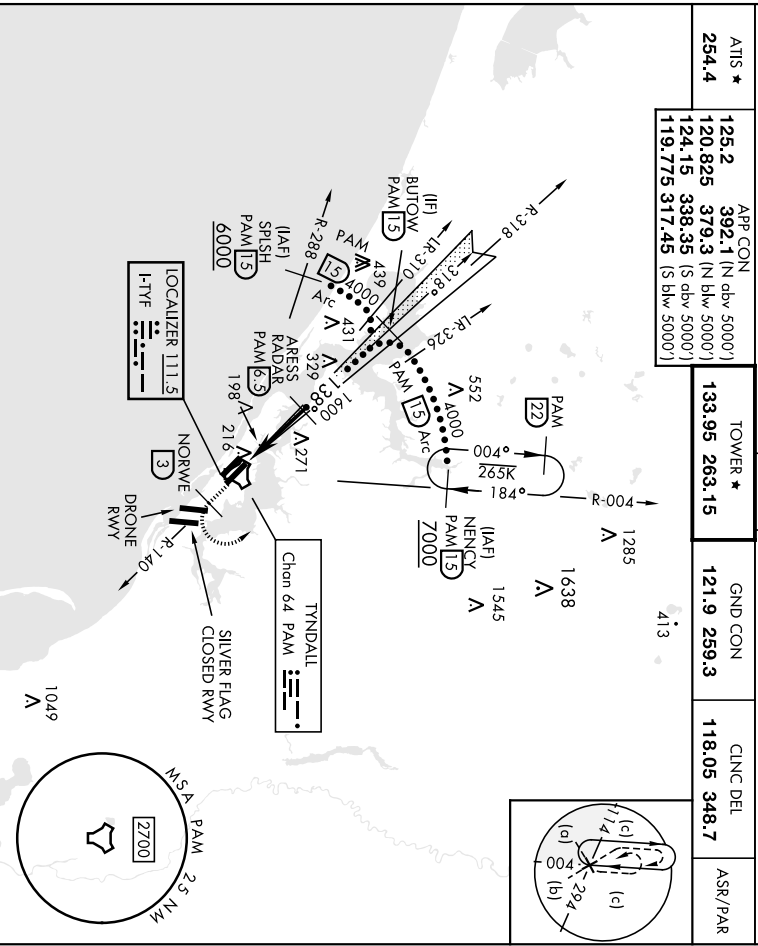 ATIS ★
254.4
APP CON
125.2 392.1 (N abv 5000')
120.825 379.3 (N blw 5000')
124.15 338.35 (S abv 5000')
119.775 317.45 (S blw 5000')
TOWER ★
133.95 263.15
GND CON
121.9 259.3
CLNC DEL
118.05 348.7
ASR/PAR
R-318
LR-310
318°
LR-326
(IF)
BUTOW
PAM 15
R-288
(IAF)
SPLSH
PAM 15
6000
PAM
15
Arc
4000
439
431
329
552
PAM
15
Arc
4000
138°
1600
ARESS
RADAR
PAM 6.5
198
216
271
LOCALIZER 111.5
I-TYF
NORWE
3
DRONE
RWY
R-140
SILVER FLAG
CLOSED RWY
TYNDALL
Chan 64 PAM
PAM
22
004°
265K
184°
R-004
(IAF)
NENCY
PAM 15
7000
1285
1638
1545
413
1049
MSA PAM 25 NM
2700
114
(c)
(a)
004
(b)
294
(c)